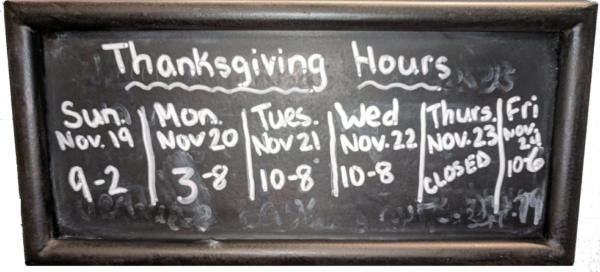 Thanksgiving Hours
Sun. Mon. Tues. Wed Thurs. Fri
Nov. 19 Nov 20 Nov 21 Nov. 22 Nov. 23 Nov. 24
9-2 3-8 10-8 10-8 CLOSED 10-6